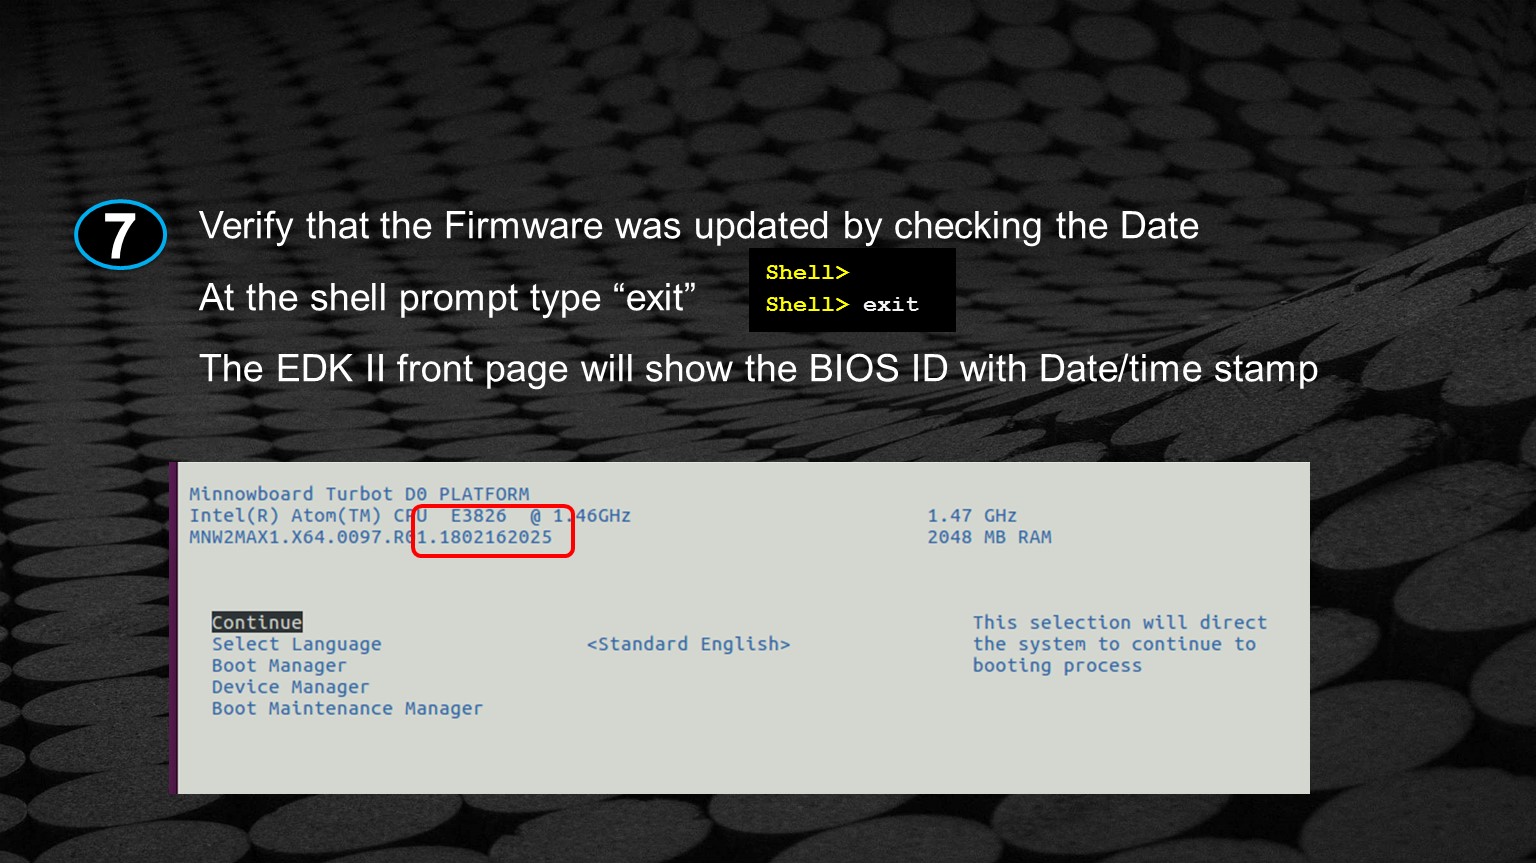 7
Verify that the Firmware was updated by checking the Date
At the shell prompt type “exit”
Shell>
Shell> exit
The EDK II front page will show the BIOS ID with Date/time stamp
Minnowboard Turbot D0 PLATFORM
Intel(R) Atom(TM) CPU  E3826  @ 1.46GHz 1.47 GHz
MNW2MAX1.X64.0097.R01.1802162025 2048 MB RAM
Continue
Select Language <Standard English>
Boot Manager
Device Manager
Boot Maintenance Manager
This selection will direct
the system to continue to
booting process